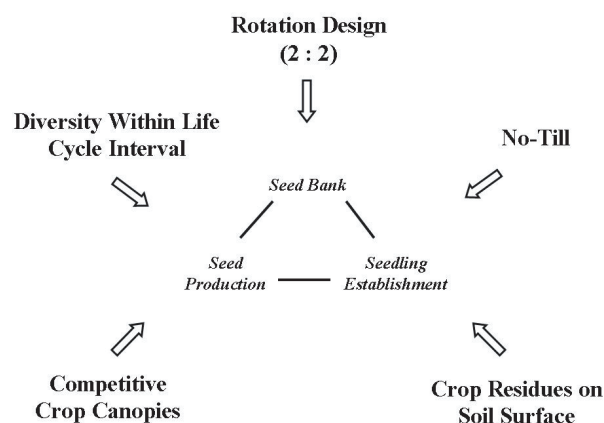 Rotation Design
(2 : 2)
Diversity Within Life
Cycle Interval
No-Till
Seed Bank
Seed
Production
Seedling
Establishment
Competitive
Crop Canopies
Crop Residues on
Soil Surface